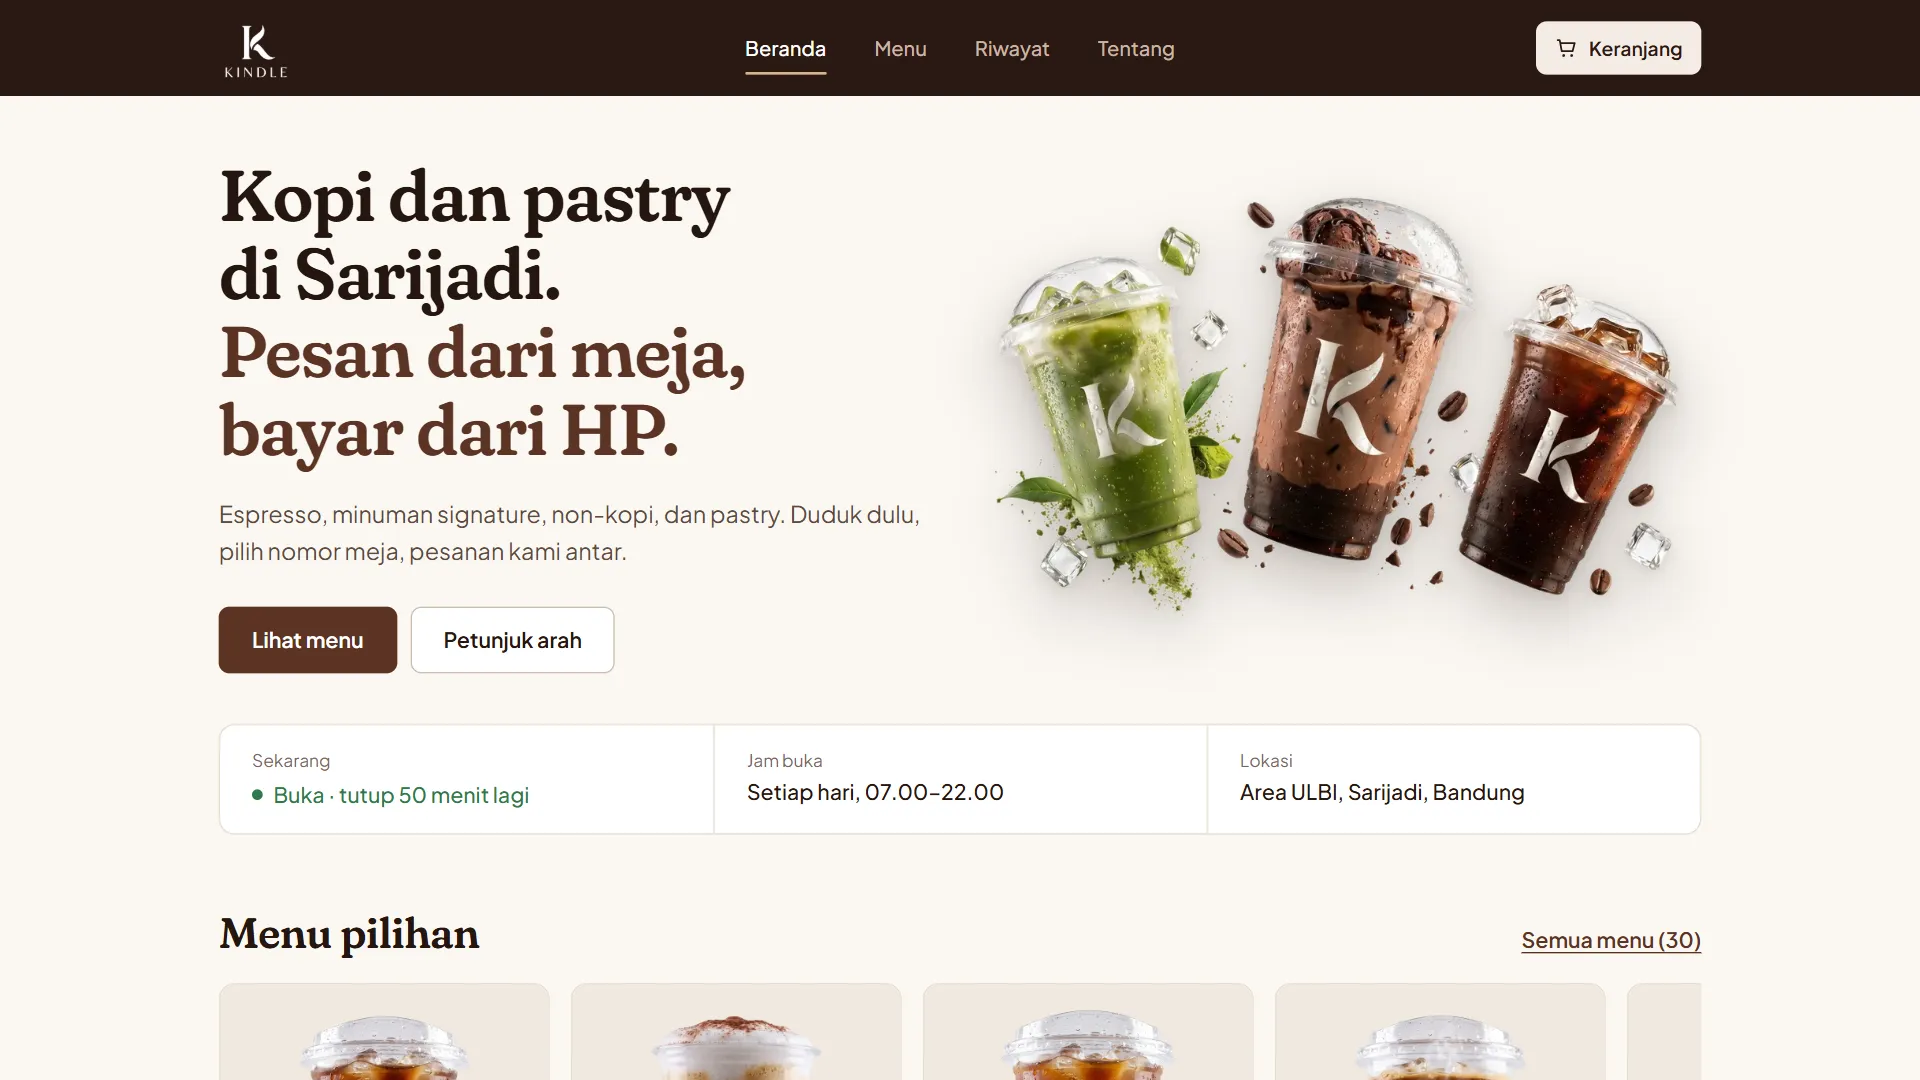 K
KINDLE
Beranda
Menu
Riwayat
Tentang
Keranjang
Kopi dan pastry
di Sarijadi.
Pesan dari meja,
bayar dari HP.
Espresso, minuman signature, non-kopi, dan pastry. Duduk dulu,
pilih nomor meja, pesanan kami antar.
Lihat menu
Petunjuk arah
K
K
K
Sekarang
Buka · tutup 50 menit lagi
Jam buka
Setiap hari, 07.00–22.00
Lokasi
Area ULBI, Sarijadi, Bandung
Menu pilihan
Semua menu (30)